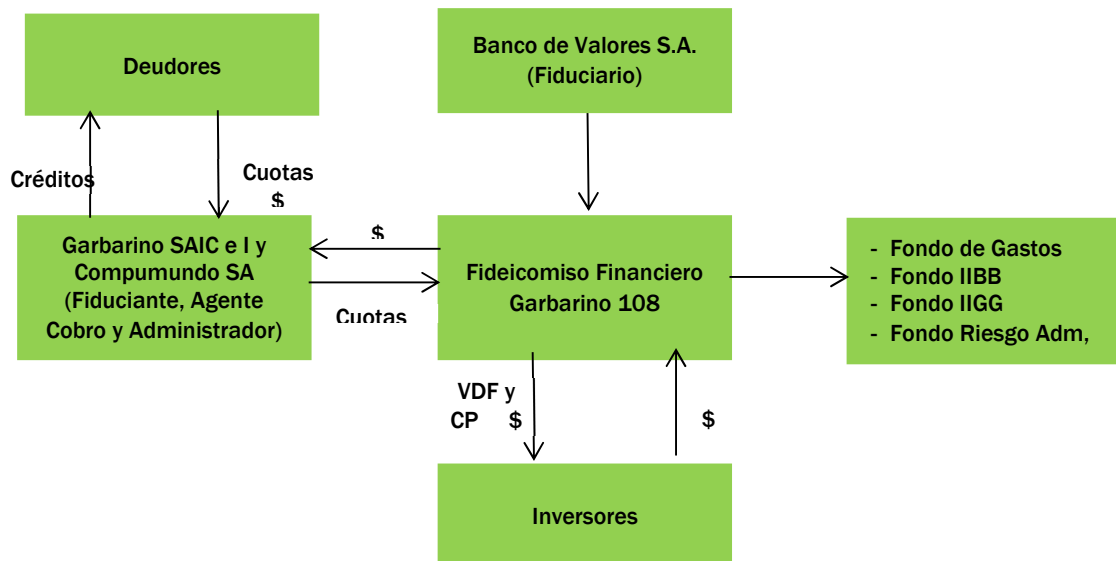 Deudores
Banco de Valores S.A.
(Fiduciario)
Créditos
Cuotas
$
Garbarino SAIC e I y
Compumundo SA
(Fiduciante, Agente
Cobro y Administrador)
$
Cuotas
Fideicomiso Financiero
Garbarino 108
- Fondo de Gastos
- Fondo IIBB
- Fondo IIGG
- Fondo Riesgo Adm,
VDF y
CP $
$
Inversores